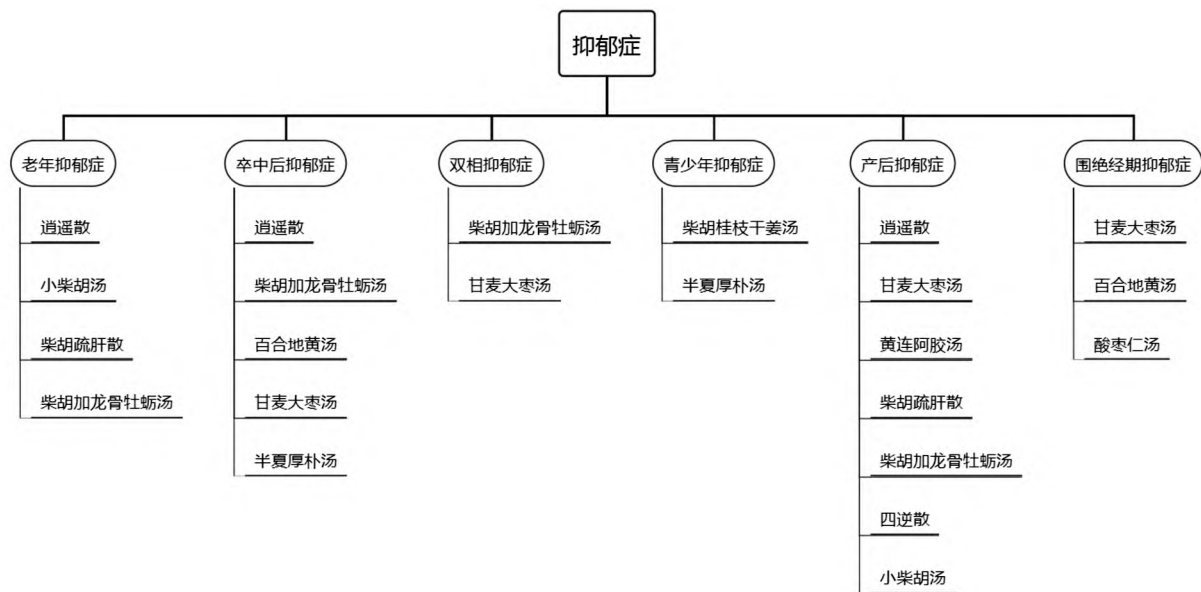 抑郁症
老年抑郁症
逍遥散
小柴胡汤
柴胡疏肝散
柴胡加龙骨牡蛎汤
卒中后抑郁症
逍遥散
柴胡加龙骨牡蛎汤
百合地黄汤
甘麦大枣汤
半夏厚朴汤
双相抑郁症
柴胡加龙骨牡蛎汤
甘麦大枣汤
青少年抑郁症
柴胡桂枝干姜汤
半夏厚朴汤
产后抑郁症
逍遥散
甘麦大枣汤
黄连阿胶汤
柴胡疏肝散
柴胡加龙骨牡蛎汤
四逆散
小柴胡汤
围绝经期抑郁症
甘麦大枣汤
百合地黄汤
酸枣仁汤